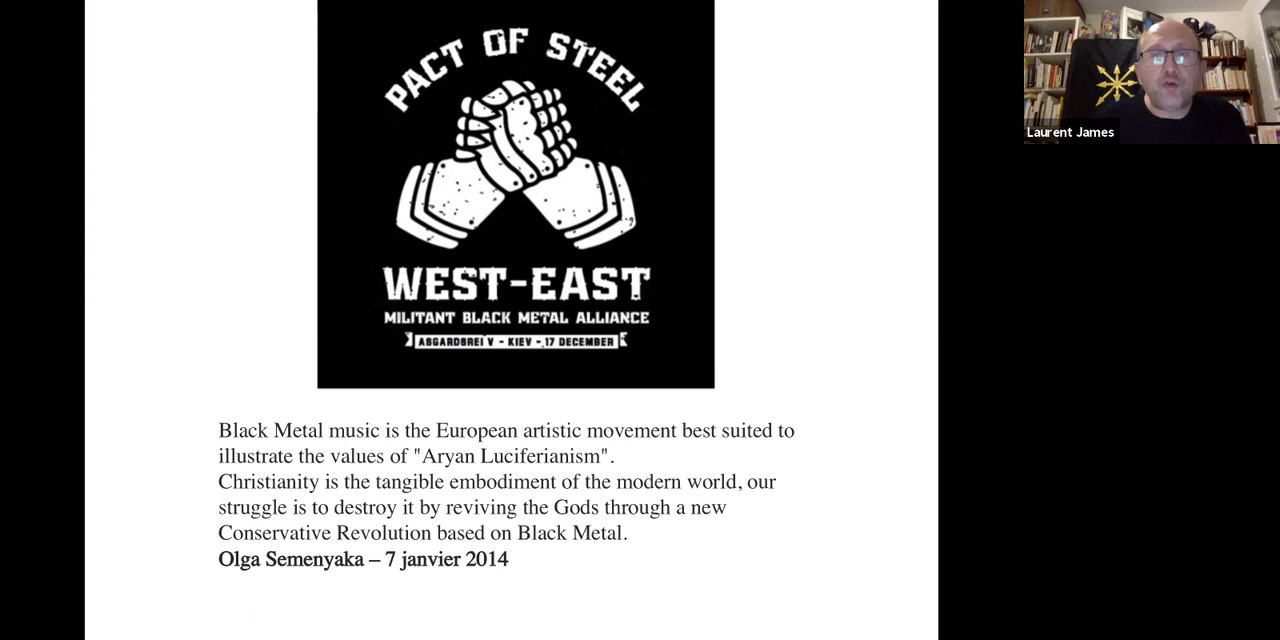 PACT OF STEEL
WEST-EAST
MILITANT BLACK METAL ALLIANCE
ASGARDSREI V - KIEV - 17 DECEMBER
Laurent James
Black Metal music is the European artistic movement best suited to
illustrate the values of "Aryan Luciferianism".
Christianity is the tangible embodiment of the modern world, our
struggle is to destroy it by reviving the Gods through a new
Conservative Revolution based on Black Metal.
Olga Semenyaka – 7 janvier 2014